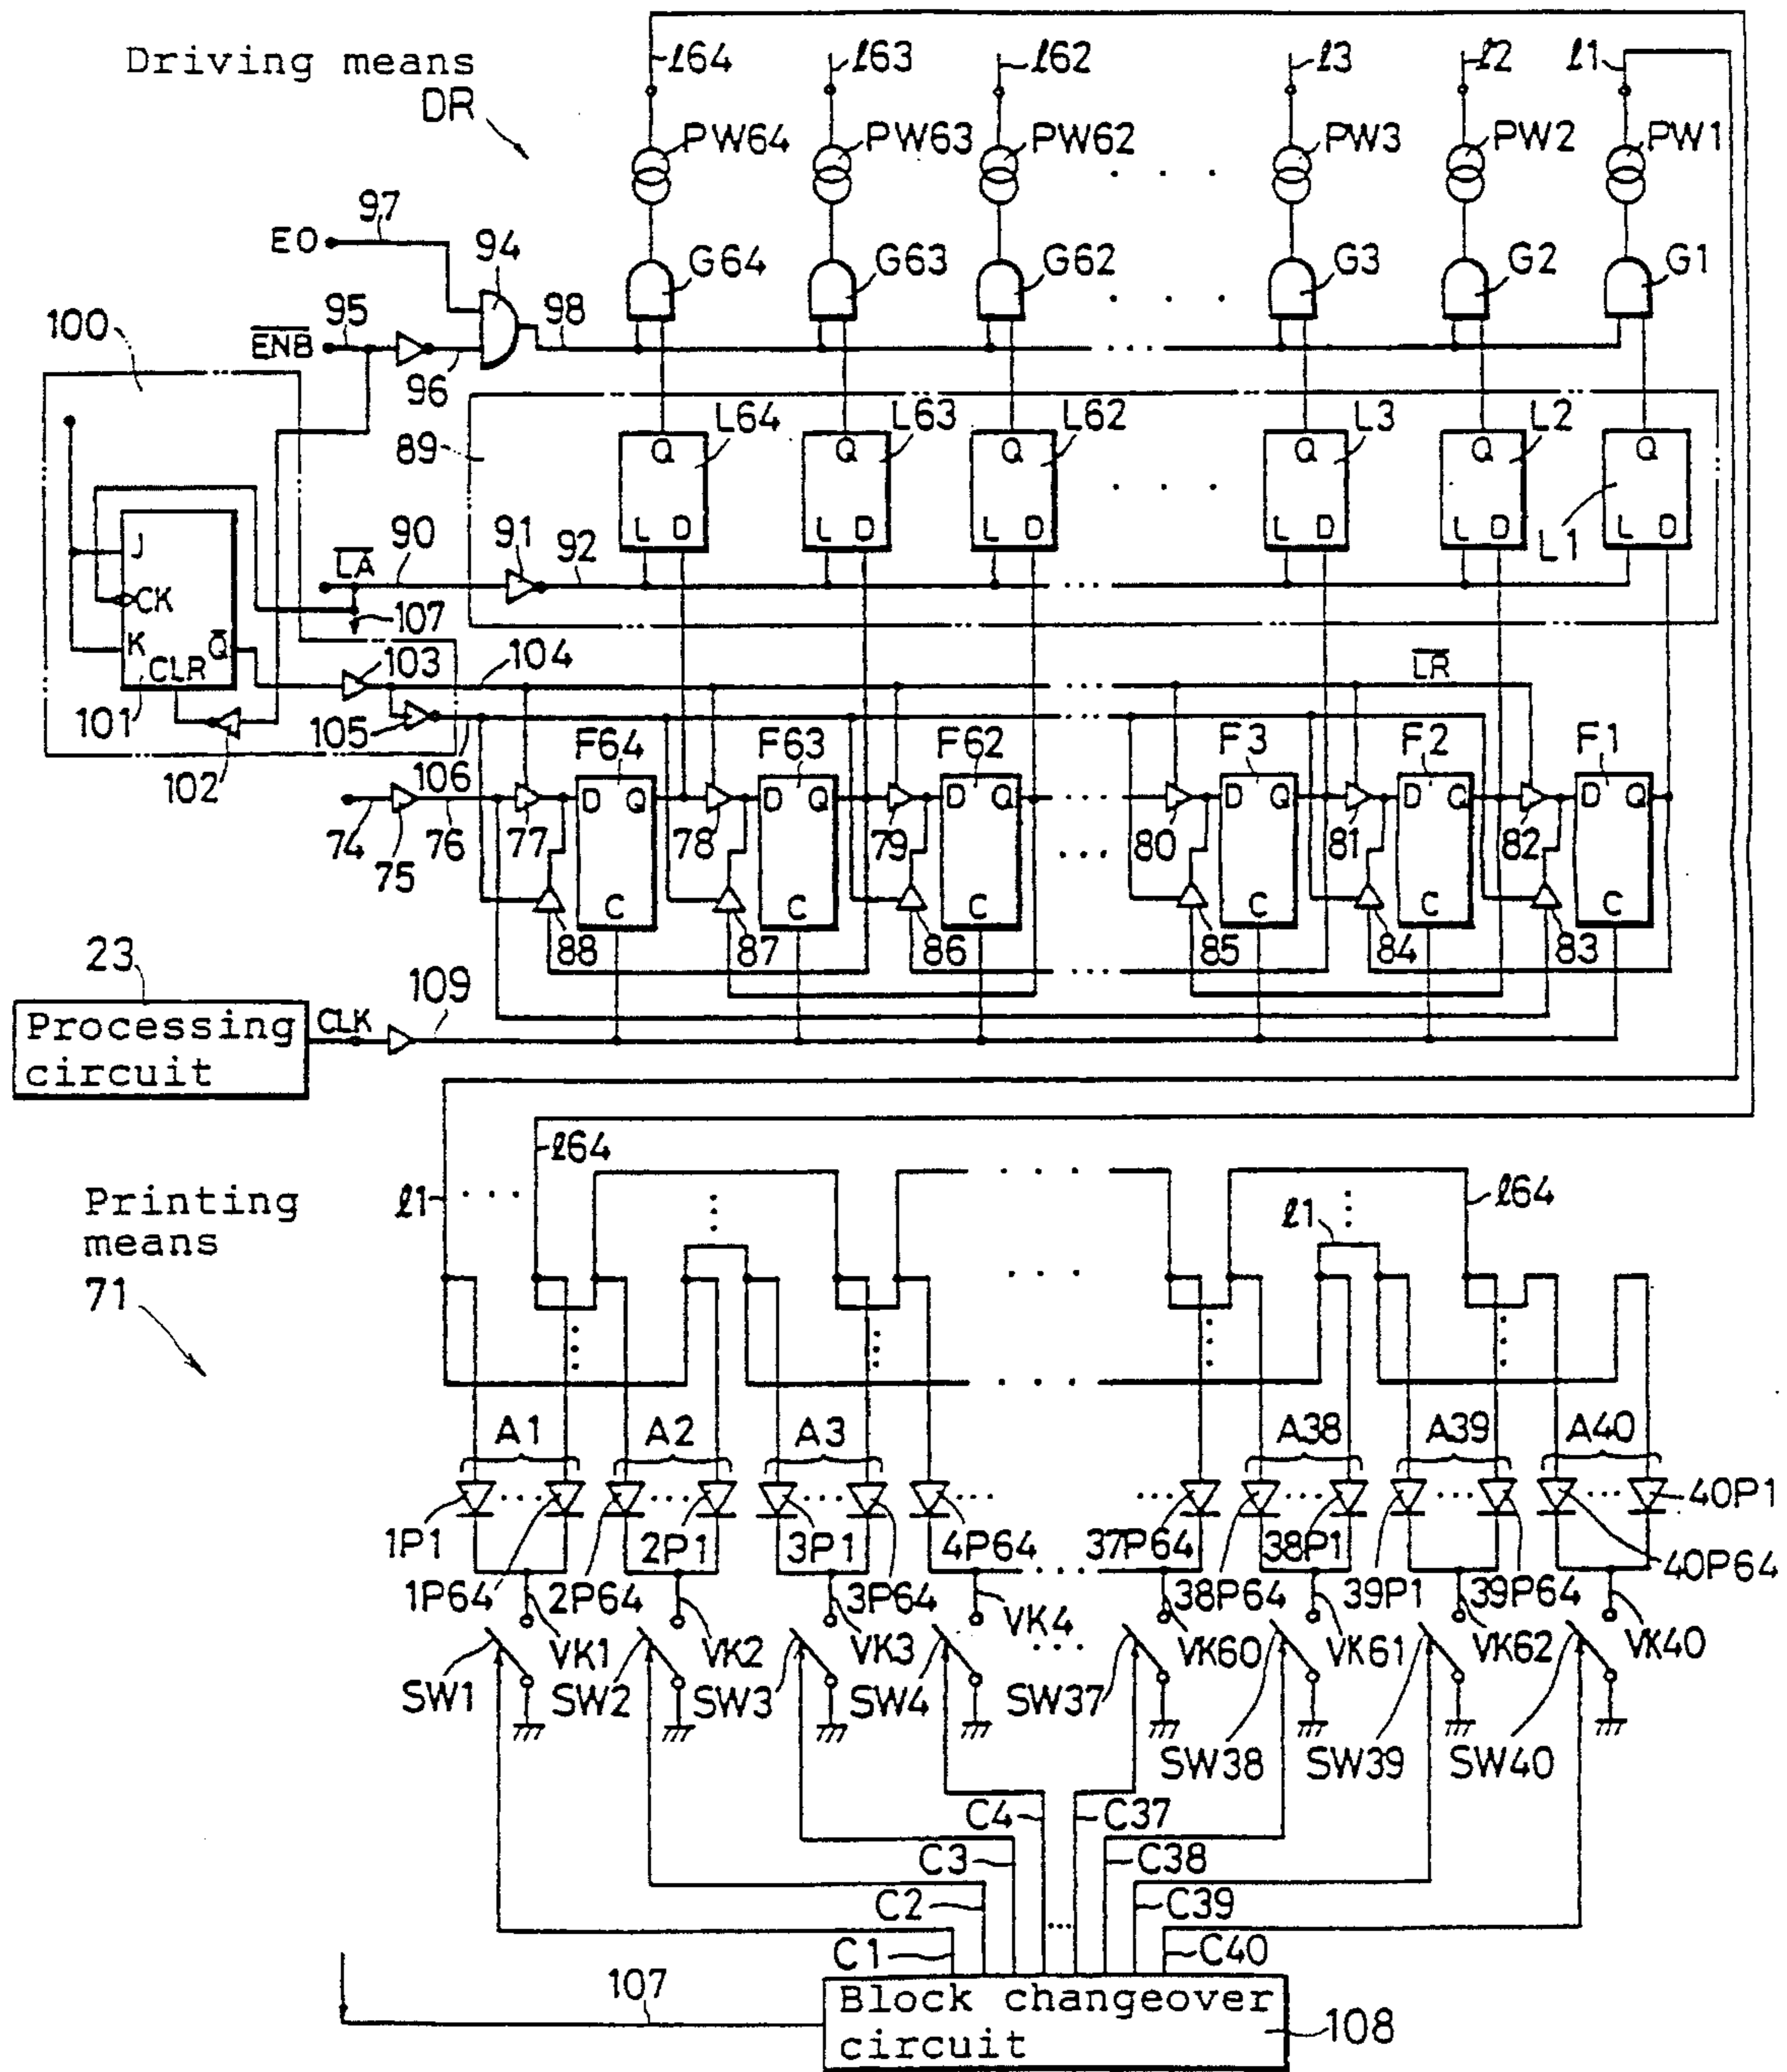 Driving means
DR
ℓ64 ℓ63 ℓ62 ℓ3 ℓ2 ℓ1
PW64 PW63 PW62 PW3 PW2 PW1
97
EO
94
G64 G63 G62 G3 G2 G1
100
95
98
E̅N̅B̅
96
89
L64 L63 L62 L3 L2
Q Q Q Q Q Q
L1
L D L D L D L D L D L D
90 91 92
L̅A̅
J
CK
107
K
Q̅
CLR
103 104
L̅R̅
101
102
105
106
F64 F63 F62 F3 F2 F1
D Q D Q D Q D Q D Q D Q
74 75 76 77 78 79 80 81 82
C C C C C C
88 87 86 85 84 83
23
Processing
circuit
CLK
109
ℓ64
Printing
means
71
ℓ1
ℓ1
ℓ64
A1 A2 A3 A38 A39 A40
1P1 2P1 3P1 4P64 37P64 38P1 40P1
1P64 2P64 3P64 38P64 39P1 39P64 40P64
VK1 VK2 VK3 VK4 VK60 VK61 VK62 VK40
SW1 SW2 SW3 SW4 SW37
SW38 SW39 SW40
C4 C37
C3 C38
C2 C39
C1 C40
107
Block changeover
circuit
108